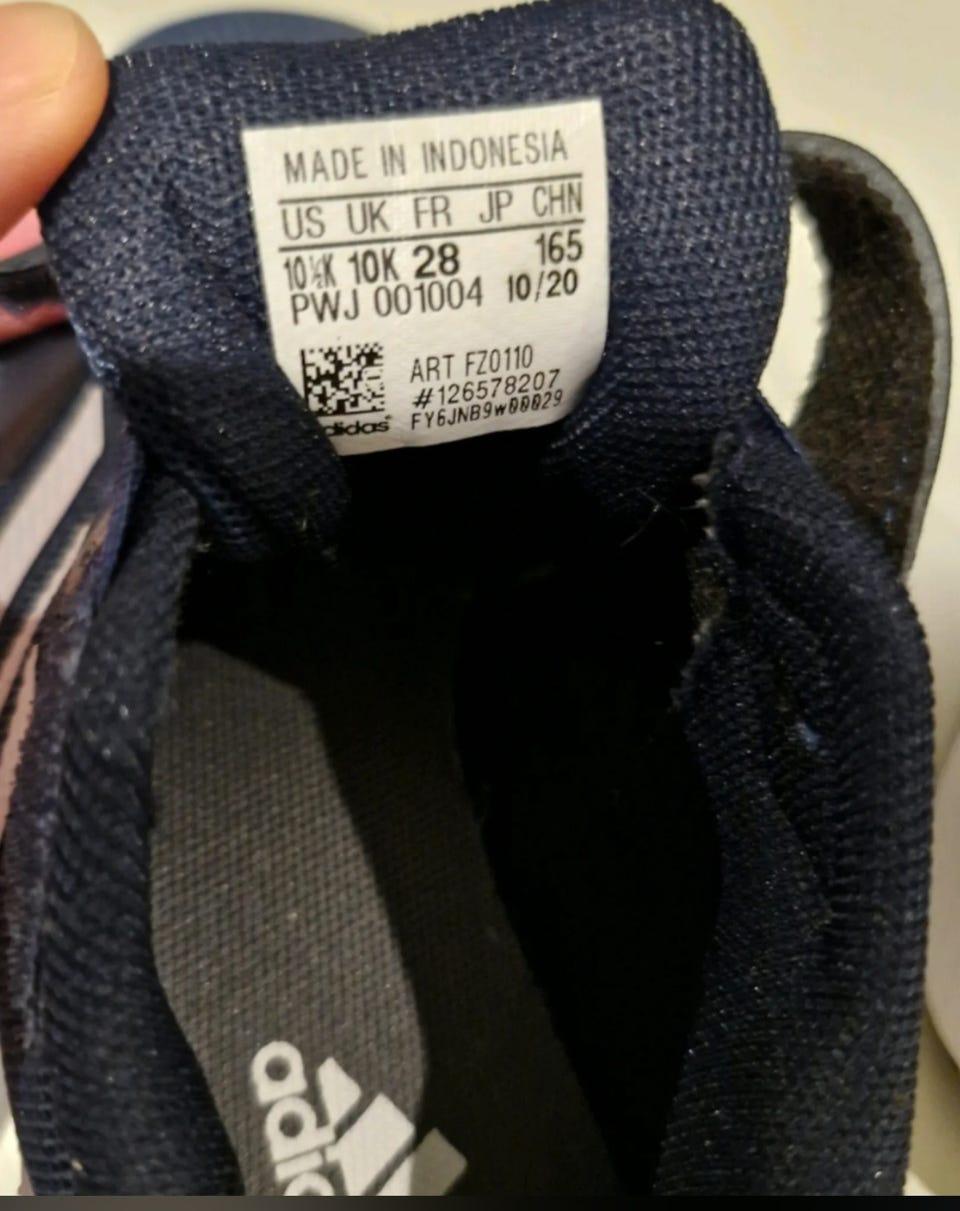 MADE IN INDONESIA
US UK FR JP CHN
10½K 10K 28 165
PWJ 001004 10/20
ART FZ0110
#126578207
adidas FY6JNB9w00029
adidas